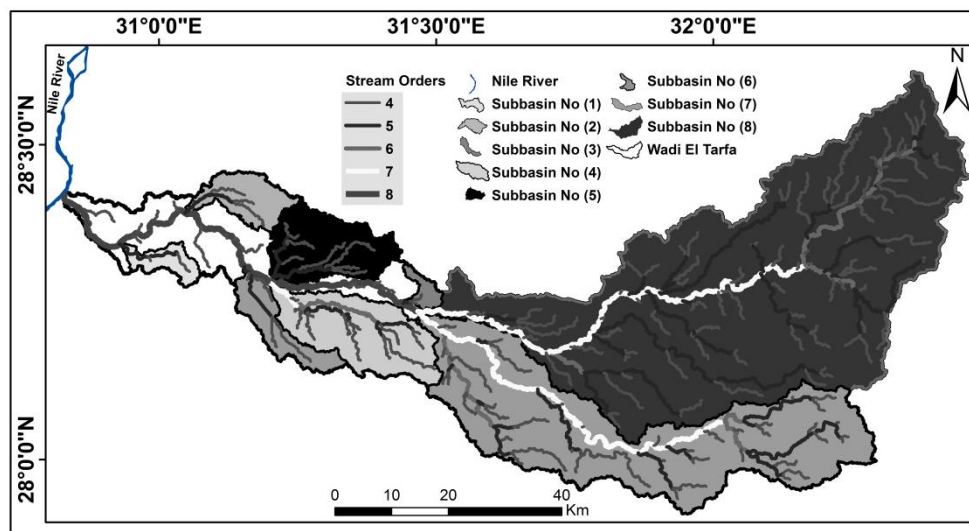 31°0'0"E
31°30'0"E
32°0'0"E
N
Nile River
28°30'0"N
28°0'0"N
Stream Orders
4
5
6
7
8
Nile River
Subbasin No (1)
Subbasin No (2)
Subbasin No (3)
Subbasin No (4)
Subbasin No (5)
Subbasin No (6)
Subbasin No (7)
Subbasin No (8)
Wadi El Tarfa
0 10 20 40
Km